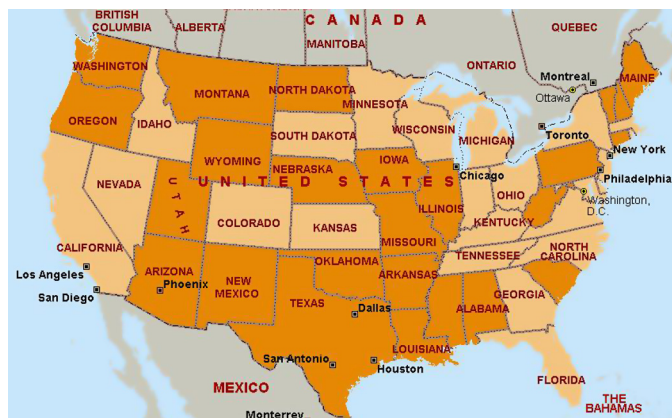 CANADA
BRITISH
COLUMBIA
ALBERTA
MANITOBA
ONTARIO
QUEBEC
WASHINGTON
MONTANA
NORTH DAKOTA
MINNESOTA
Montreal
MAINE
Ottawa
OREGON
IDAHO
SOUTH DAKOTA
WISCONSIN
MICHIGAN
Toronto
WYOMING
NEBRASKA
IOWA
New York
NEVADA
UTAH
UNITED STATES
Chicago
OHIO
Philadelphia
Washington,
D.C.
COLORADO
KANSAS
ILLINOIS
MISSOURI
KENTUCKY
CALIFORNIA
TENNESSEE
NORTH
CAROLINA
Los Angeles
San Diego
ARIZONA
Phoenix
NEW
MEXICO
OKLAHOMA
ARKANSAS
TEXAS
Dallas
ALABAMA
GEORGIA
LOUISIANA
San Antonio
Houston
FLORIDA
MEXICO
THE
BAHAMAS
Monterrey